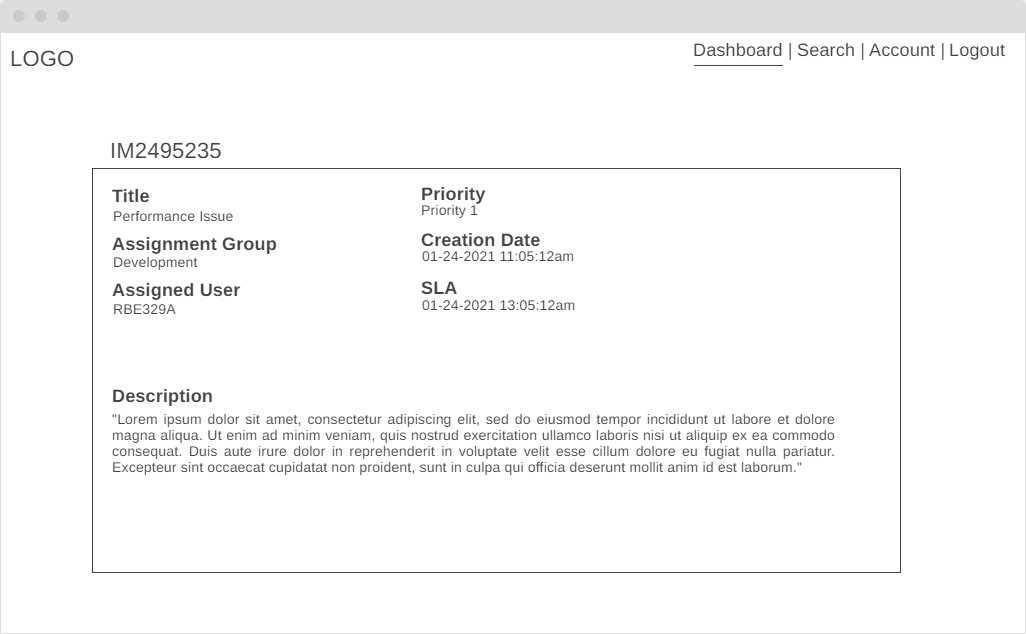 LOGO
Dashboard | Search | Account | Logout
IM2495235
Title
Performance Issue
Priority
Priority 1
Assignment Group
Development
Creation Date
01-24-2021 11:05:12am
Assigned User
RBE329A
SLA
01-24-2021 13:05:12am
Description
"Lorem ipsum dolor sit amet, consectetur adipiscing elit, sed do eiusmod tempor incididunt ut labore et dolore
magna aliqua. Ut enim ad minim veniam, quis nostrud exercitation ullamco laboris nisi ut aliquip ex ea commodo
consequat. Duis aute irure dolor in reprehenderit in voluptate velit esse cillum dolore eu fugiat nulla pariatur.
Excepteur sint occaecat cupidatat non proident, sunt in culpa qui officia deserunt mollit anim id est laborum."